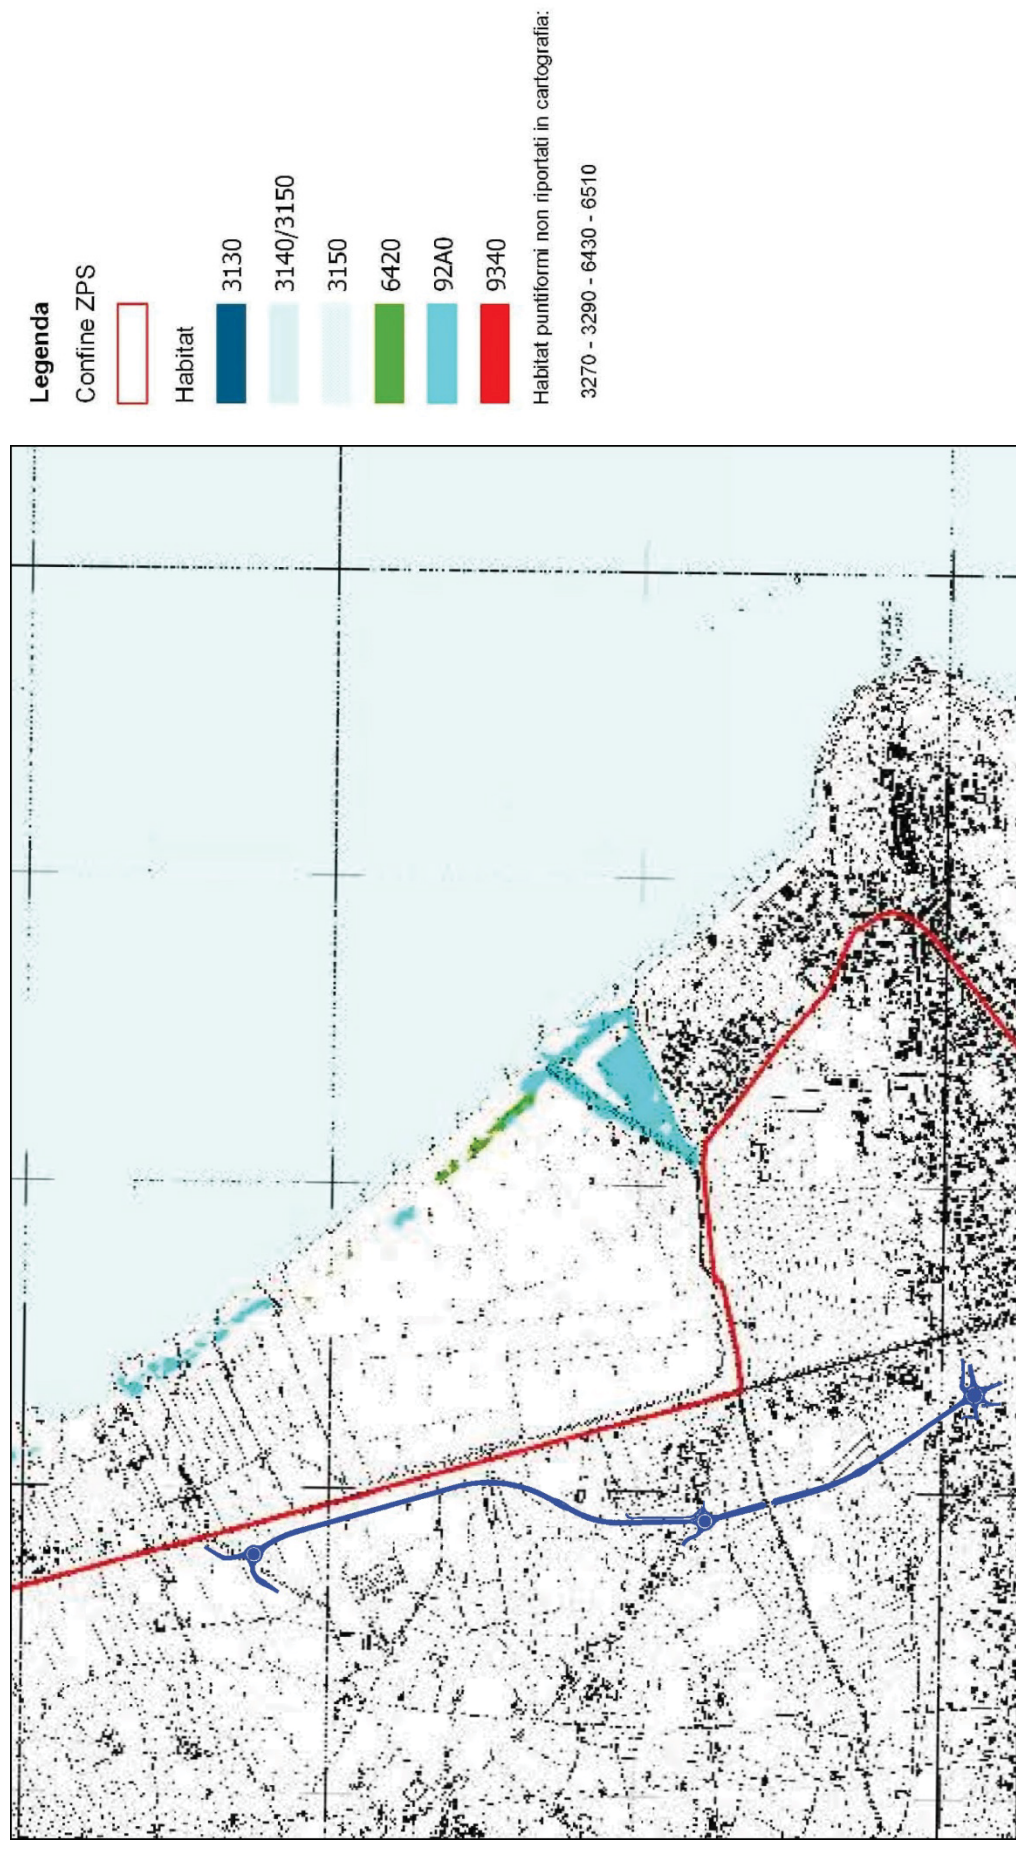 Legenda
Confine ZPS
Habitat
3130
3140/3150
3150
6420
92A0
9340
Habitat puntiformi non riportati in cartografia:
3270 - 3290 - 6430 - 6510